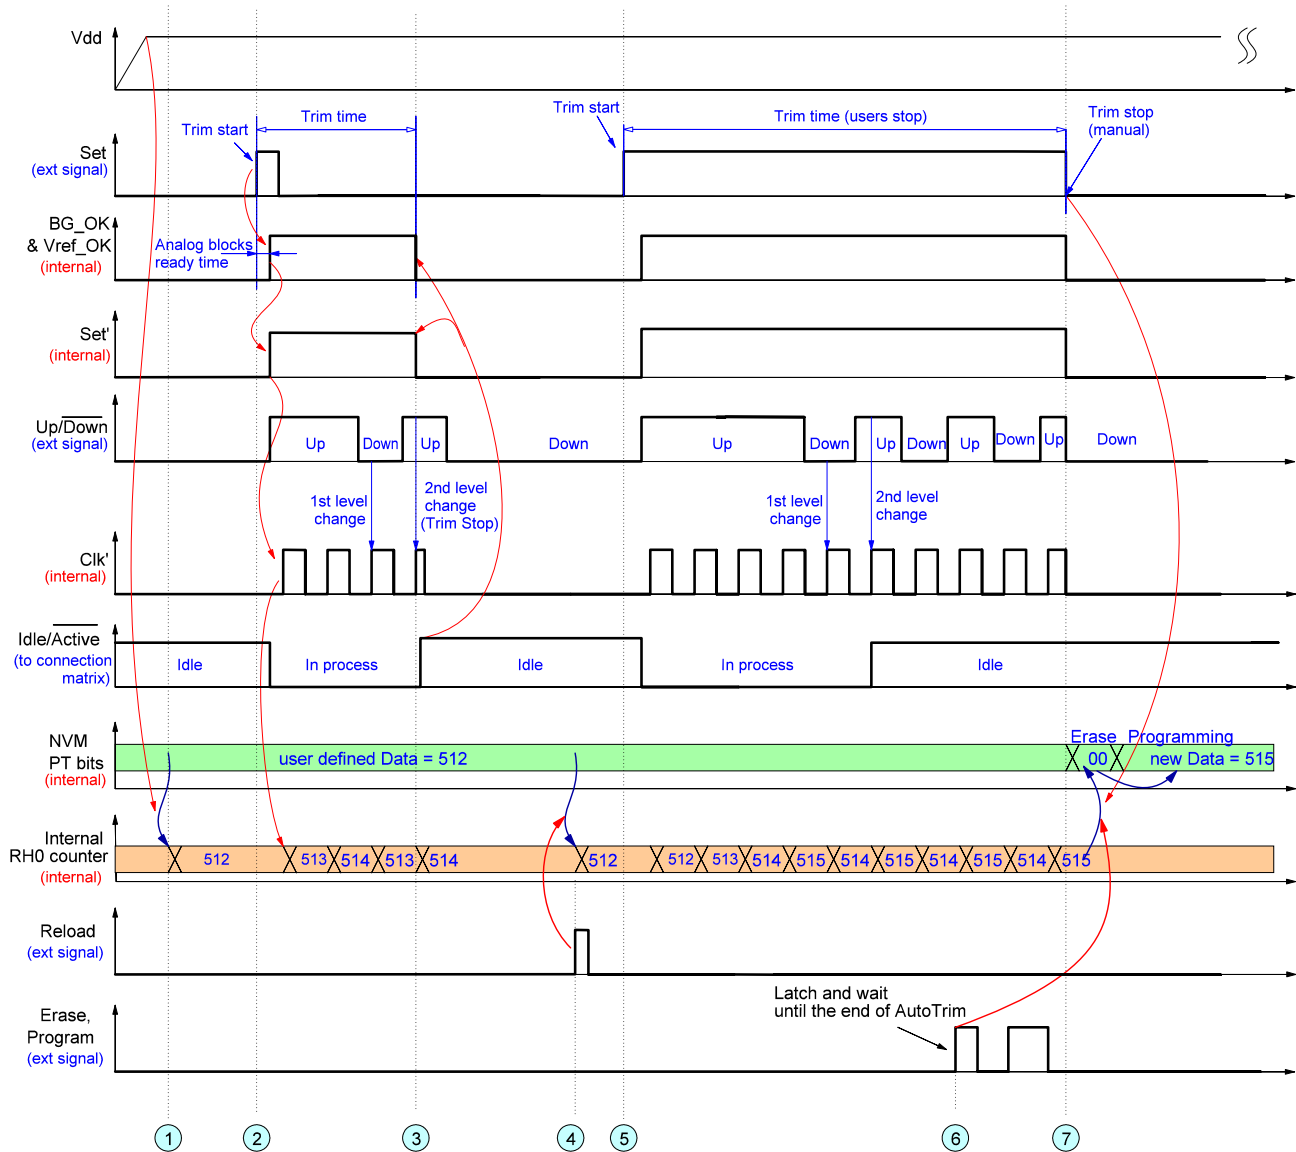 Vdd
Trim start
Trim time
Trim start
Trim time (users stop)
Trim stop
(manual)
Set
(ext signal)
BG_OK
& Vref_OK
(internal)
Analog blocks
ready time
Set'
(internal)
Up/Down
(ext signal)
Up
Down
Up
Down
Up
Down
Up
Down
Up
Down
Up
Down
1st level
change
2nd level
change
(Trim Stop)
1st level
change
2nd level
change
Clk'
(internal)
Idle/Active
(to connection
matrix)
Idle
In process
Idle
In process
Idle
NVM
PT bits
(internal)
user defined Data = 512
Erase
Programming
00
new Data = 515
Internal
RH0 counter
(internal)
512
513
514
513
514
512
512
513
514
515
514
515
514
515
514
515
Reload
(ext signal)
Erase,
Program
(ext signal)
Latch and wait
until the end of AutoTrim
1
2
3
4
5
6
7